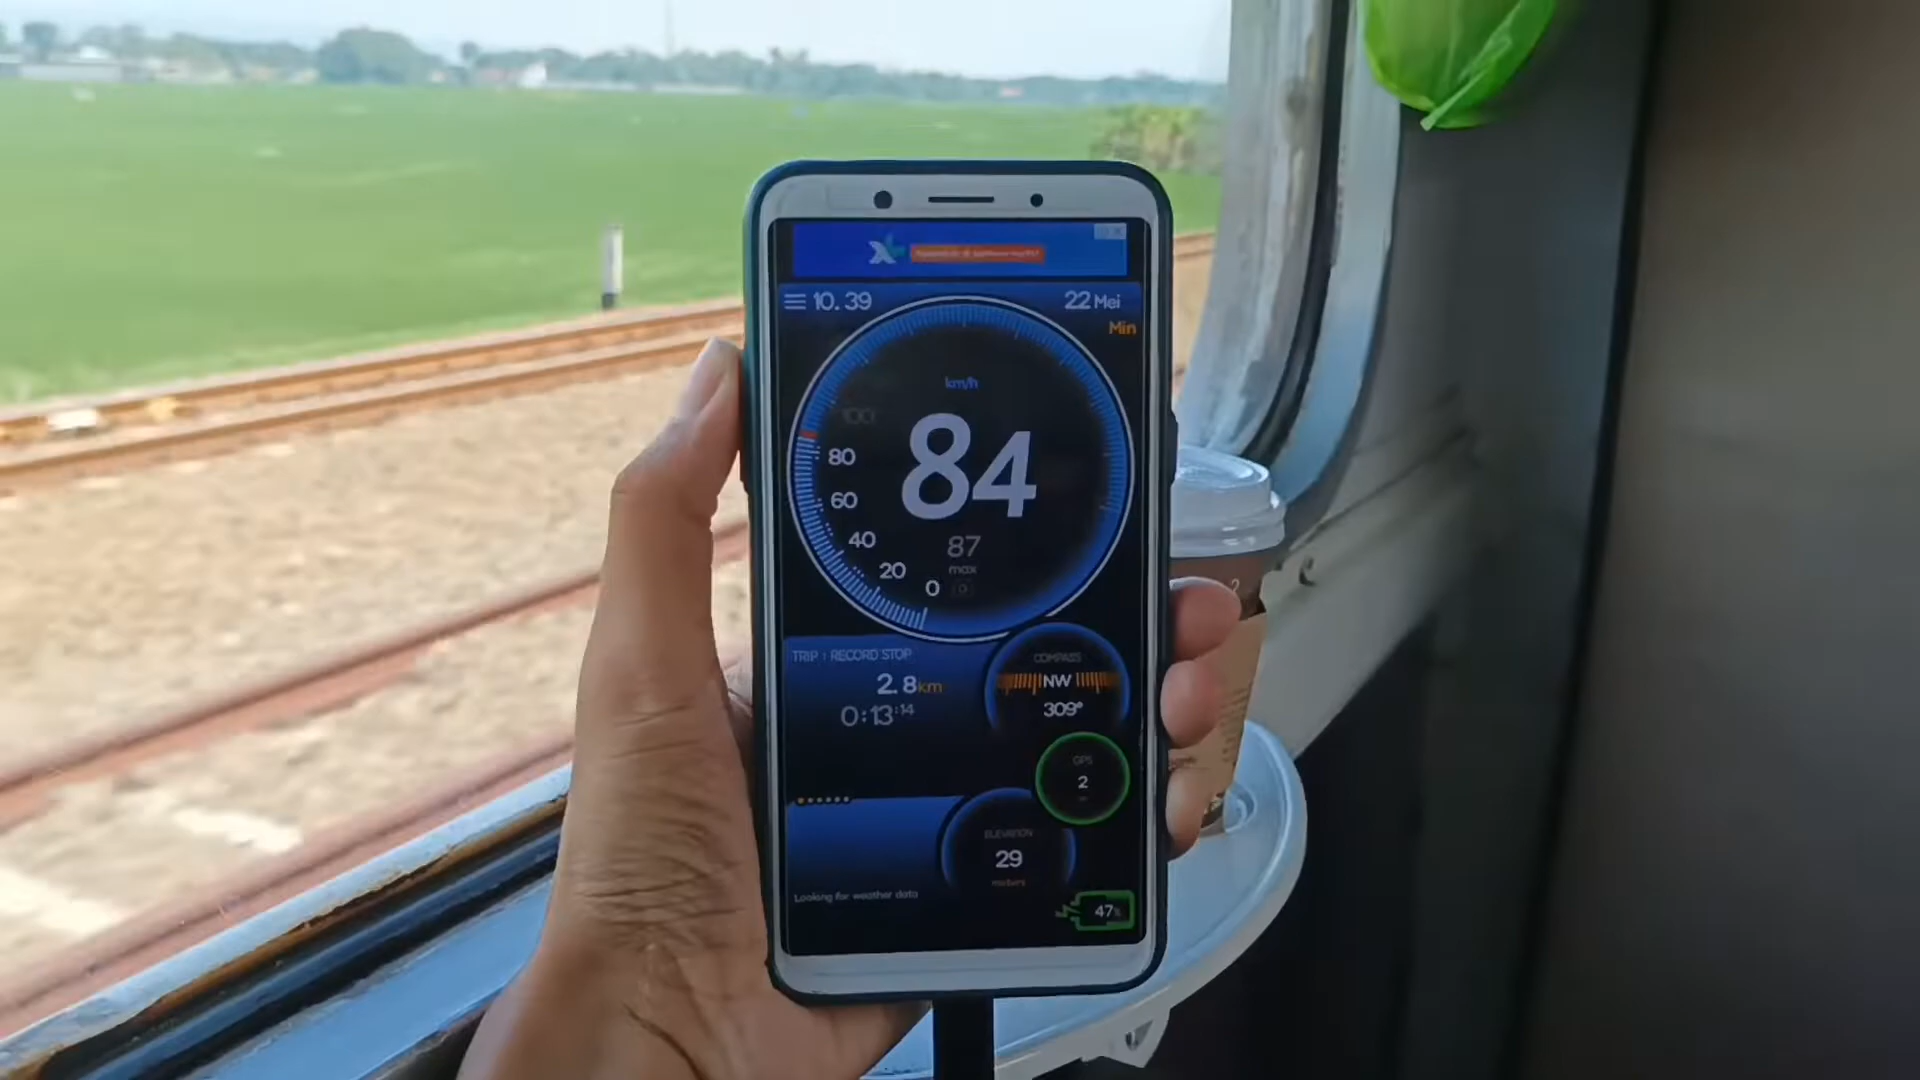 XL
10.39
22 Mei
Min
km/h
100
80
60
40
20
0
84
87
max
TRIP : RECORD STOP
2.8km
0:13:14
COMPASS
NW
309°
GPS
2
ELEVATION
29
meters
Looking for weather data
47%